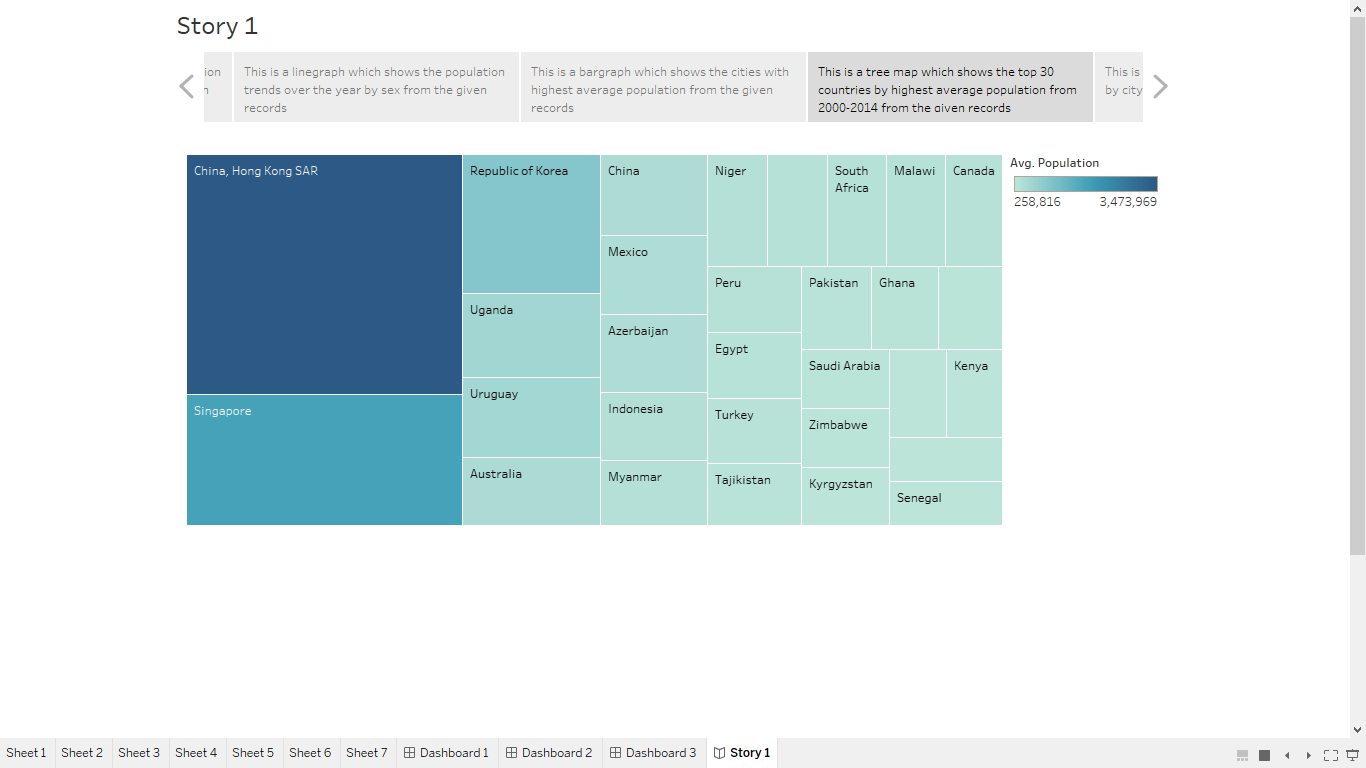 Story 1
ion
This is a linegraph which shows the population
trends over the year by sex from the given
records
This is a bargraph which shows the cities with
highest average population from the given
records
This is a tree map which shows the top 30
countries by highest average population from
2000-2014 from the given records
This is
by city
China, Hong Kong SAR
Singapore
Republic of Korea
Uganda
Uruguay
Australia
China
Mexico
Azerbaijan
Indonesia
Myanmar
Niger
South
Africa
Malawi
Canada
Peru
Egypt
Turkey
Tajikistan
Pakistan
Ghana
Saudi Arabia
Zimbabwe
Kyrgyzstan
Kenya
Senegal
Avg. Population
258,816 3,473,969
Sheet 1 Sheet 2 Sheet 3 Sheet 4 Sheet 5 Sheet 6 Sheet 7 Dashboard 1 Dashboard 2 Dashboard 3 Story 1